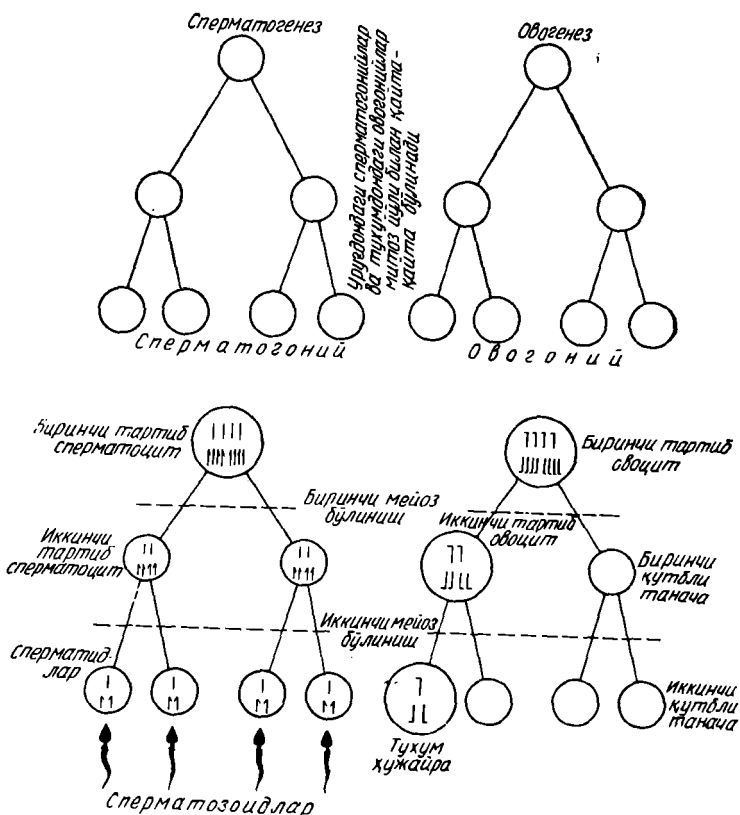 Сперматогенез
Овогенез
Уруғдондаги сперматогонийлар
ва тухумдондаги овогонийлар
митоз йўли билан қайта-
қайта бўлинади
Сперматогоний
Овогоний
Биринчи тартиб
сперматоцит
Биринчи тартиб
овоцит
Биринчи мейоз
бўлиниш
Иккинчи
тартиб
сперматоцит
Иккинчи тартиб
овоцит
Биринчи
қутбли
танача
Иккинчи мейоз
бўлиниш
Сперматид-
лар
Иккинчи
қутбли
танача
Тухум
ҳужайра
Сперматозоидлар